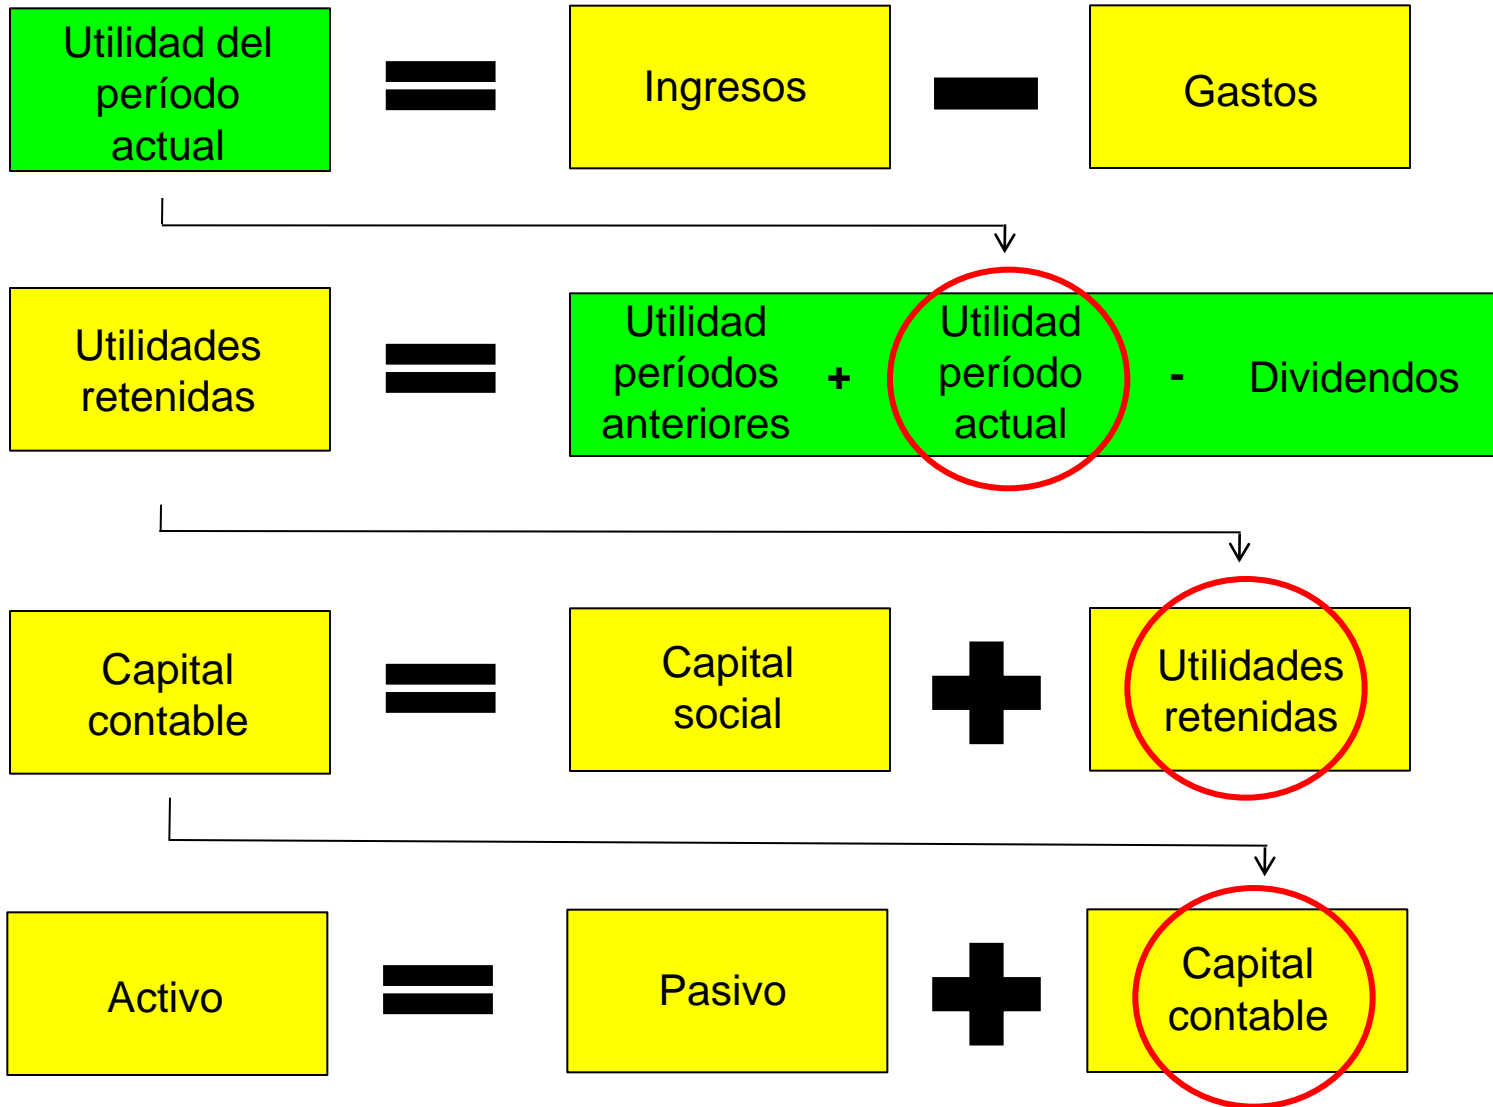 Utilidad del
período
actual
=
Ingresos
-
Gastos
Utilidades
retenidas
=
Utilidad
períodos
anteriores
+
Utilidad
período
actual
-
Dividendos
Capital
contable
=
Capital
social
+
Utilidades
retenidas
Activo
=
Pasivo
+
Capital
contable